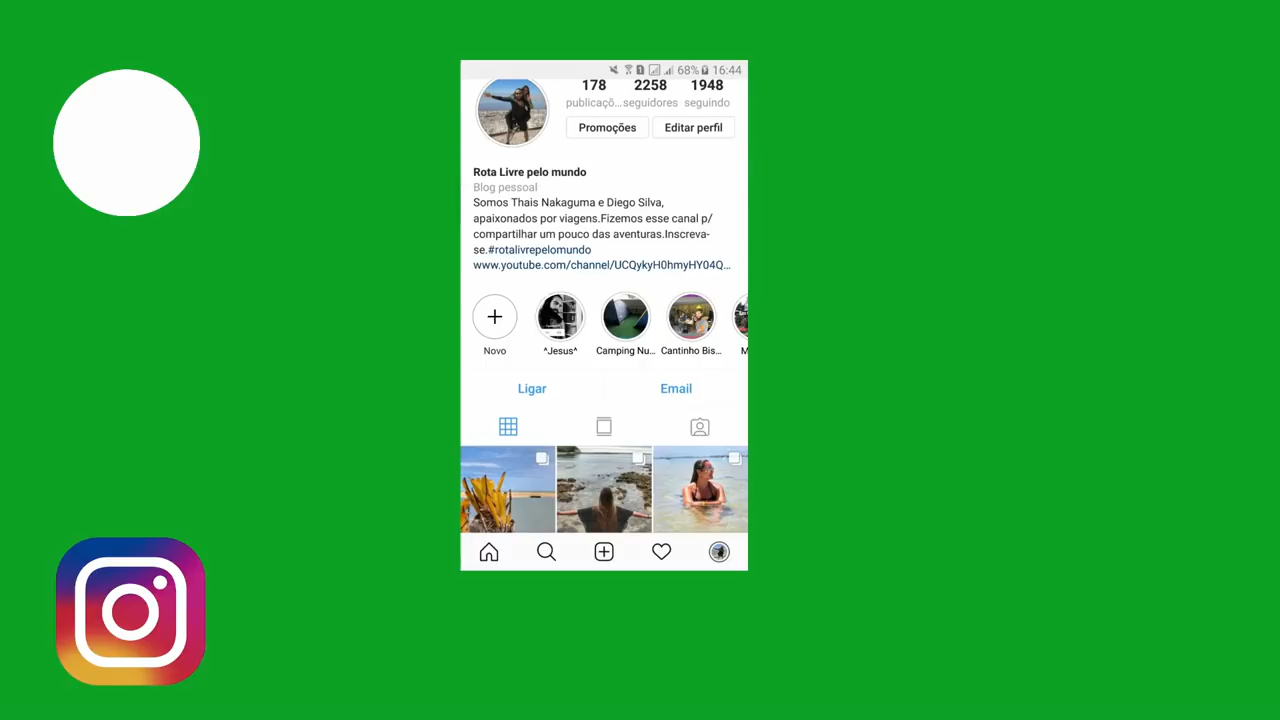 68% 16:44
178 2258 1948
publicaçõ... seguidores seguindo
Promoções Editar perfil
Rota Livre pelo mundo
Blog pessoal
Somos Thais Nakaguma e Diego Silva,
apaixonados por viagens.Fizemos esse canal p/
compartilhar um pouco das aventuras.Inscreva-
se.#rotalivrepelomundo
www.youtube.com/channel/UCQykyH0hmyHY04Q...
Novo ^Jesus^ Camping Nu... Cantinho Bis... M
Ligar Email